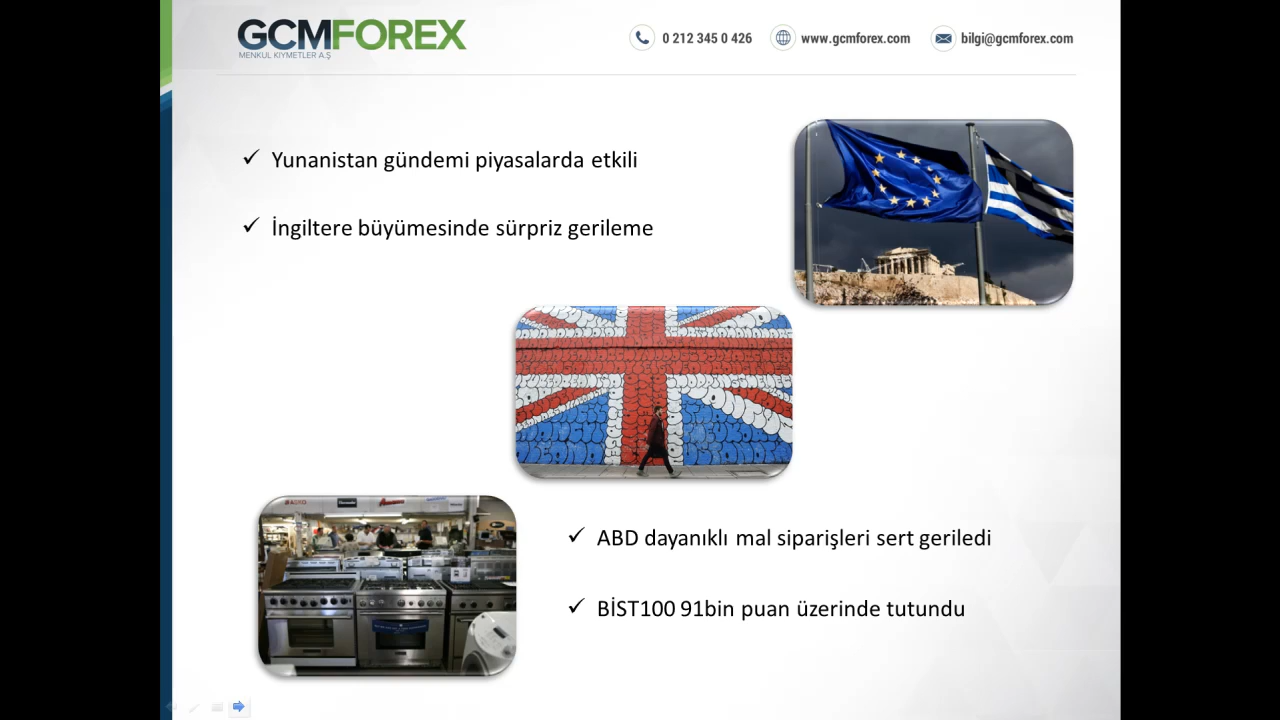 GCMFOREX
MENKUL KIYMETLER A.Ş
0 212 345 0 426
www.gcmforex.com
bilgi@gcmforex.com
✓ Yunanistan gündemi piyasalarda etkili
✓ İngiltere büyümesinde sürpriz gerileme
✓ ABD dayanıklı mal siparişleri sert geriledi
✓ BİST100 91bin puan üzerinde tutundu